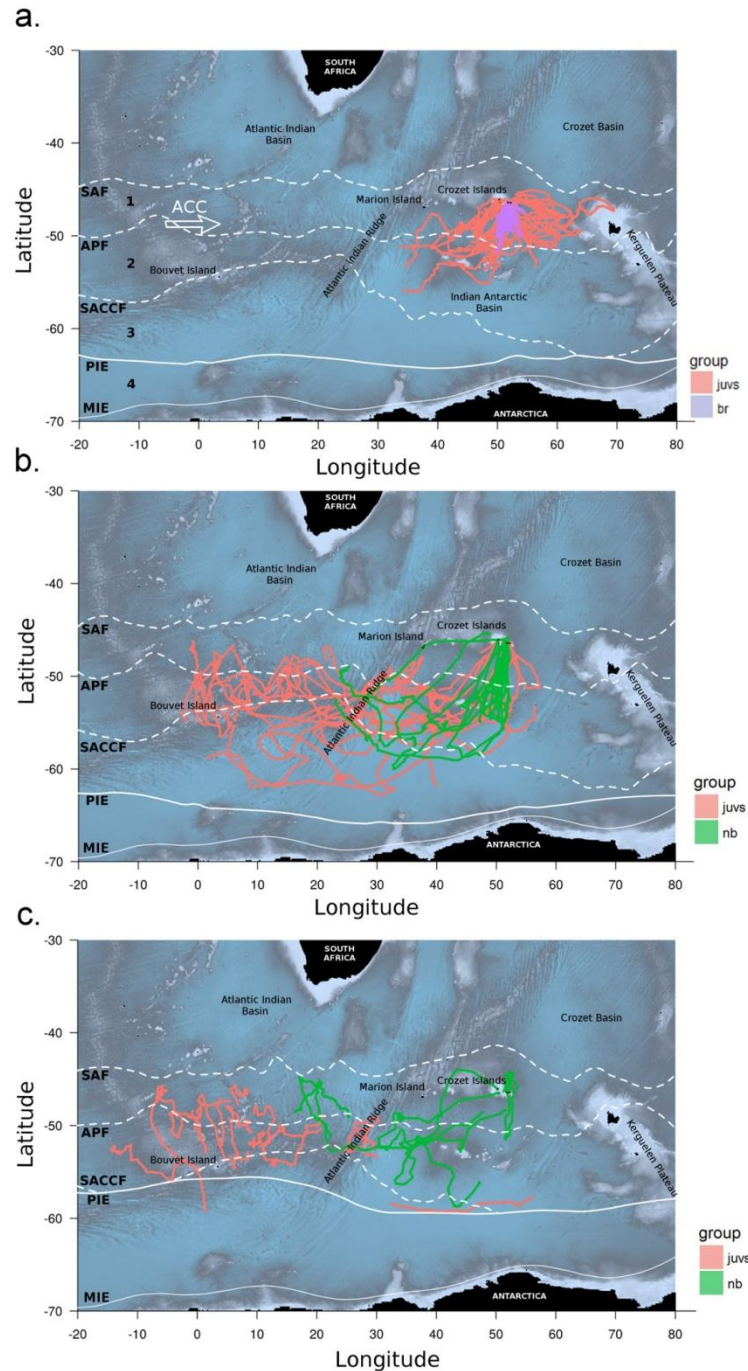 a.
-30
SOUTH
AFRICA
Atlantic Indian
Basin
Crozet Basin
-40
SAF
1
ACC
Marion Island
Crozet Islands
Latitude
-50
APF
2
Bouvet Island
Atlantic Indian Ridge
Kerguelen Plateau
SACCF
Indian Antarctic
Basin
-60
3
PIE
4
MIE
-70
ANTARCTICA
group
juvs
br
-20 -10 0 10 20 30 40 50 60 70 80
Longitude
b.
-30
SOUTH
AFRICA
Atlantic Indian
Basin
Crozet Basin
-40
SAF
Marion Island
Crozet Islands
Latitude
-50
APF
Bouvet Island
Atlantic Indian Ridge
Kerguelen Plateau
SACCF
-60
PIE
MIE
-70
ANTARCTICA
group
juvs
nb
-20 -10 0 10 20 30 40 50 60 70 80
Longitude
c.
-30
SOUTH
AFRICA
Atlantic Indian
Basin
Crozet Basin
-40
SAF
Marion Island
Crozet Islands
Latitude
-50
APF
Bouvet Island
Atlantic Indian Ridge
Kerguelen Plateau
SACCF
PIE
-60
MIE
-70
ANTARCTICA
group
juvs
nb
-20 -10 0 10 20 30 40 50 60 70 80
Longitude